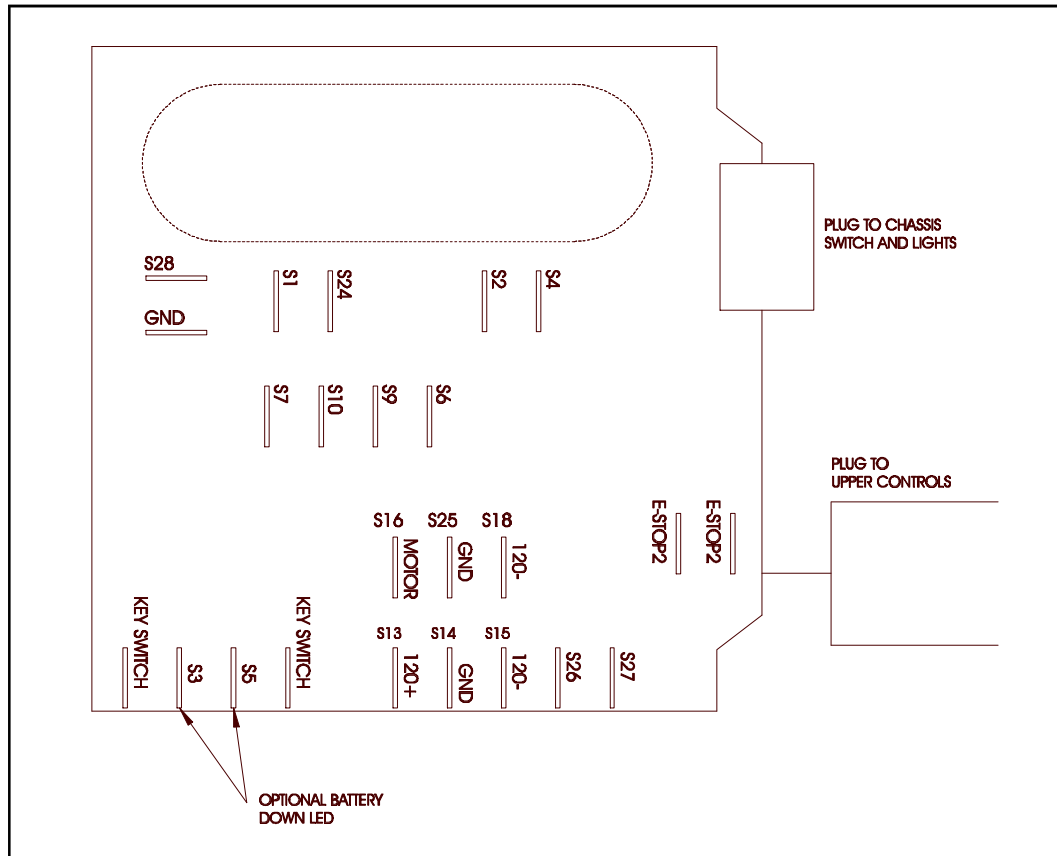 PLUG TO CHASSIS
SWITCH AND LIGHTS
S28
S1
S24
S2
S4
GND
S7
S10
S9
S6
PLUG TO
UPPER CONTROLS
S16
S25
S18
MOTOR
GND
120-
E-STOP2
E-STOP2
KEY SWITCH
S3
S5
KEY SWITCH
S13
S14
S15
120+
GND
120-
S26
S27
OPTIONAL BATTERY
DOWN LED